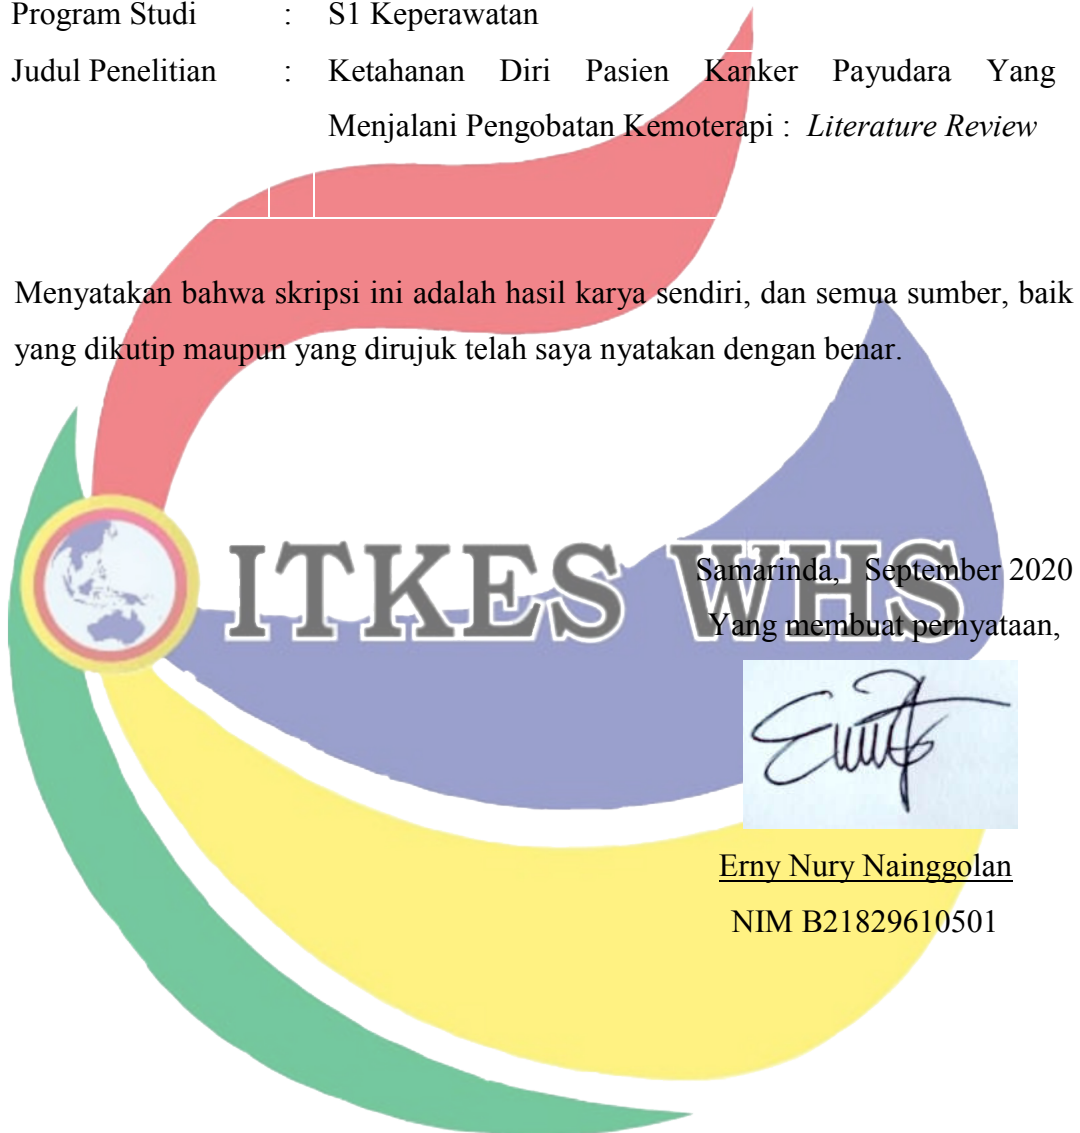 Program Studi : S1 Keperawatan
Judul Penelitian : Ketahanan Diri Pasien Kanker Payudara Yang
Menjalani Pengobatan Kemoterapi : Literature Review
Menyatakan bahwa skripsi ini adalah hasil karya sendiri, dan semua sumber, baik
yang dikutip maupun yang dirujuk telah saya nyatakan dengan benar.
ITKES WHS
Samarinda, September 2020
Yang membuat pernyataan,
Erny Nury Nainggolan
NIM B21829610501